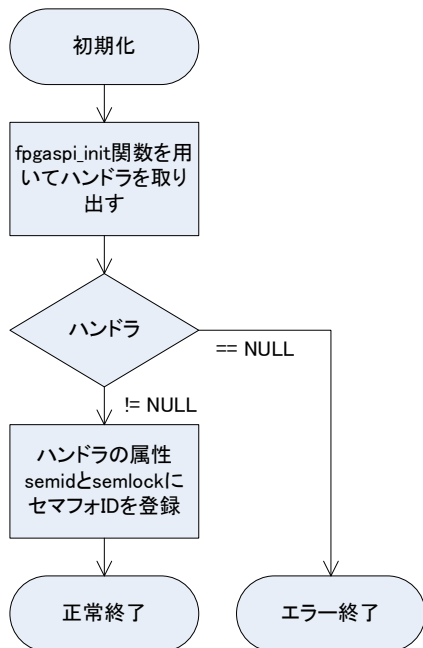 初期化
fpgaspi_init関数を用
いてハンドラを取り
出す
ハンドラ
== NULL
!= NULL
ハンドラの属性
semidとsemlockに
セマフォIDを登録
正常終了
エラー終了